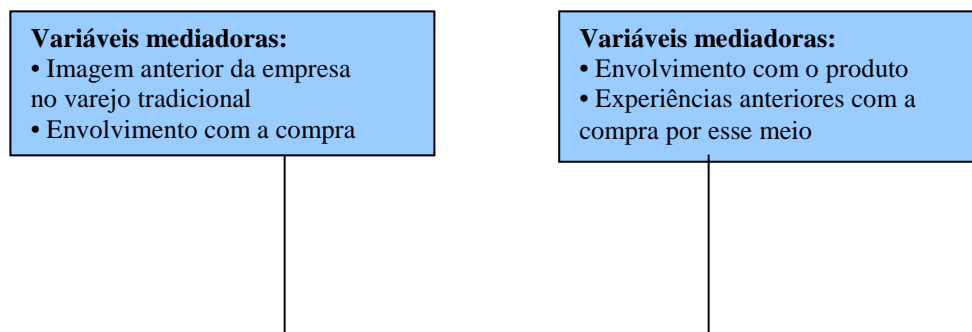 Variáveis mediadoras:
• Imagem anterior da empresa
no varejo tradicional
• Envolvimento com a compra
Variáveis mediadoras:
• Envolvimento com o produto
• Experiências anteriores com a
compra por esse meio